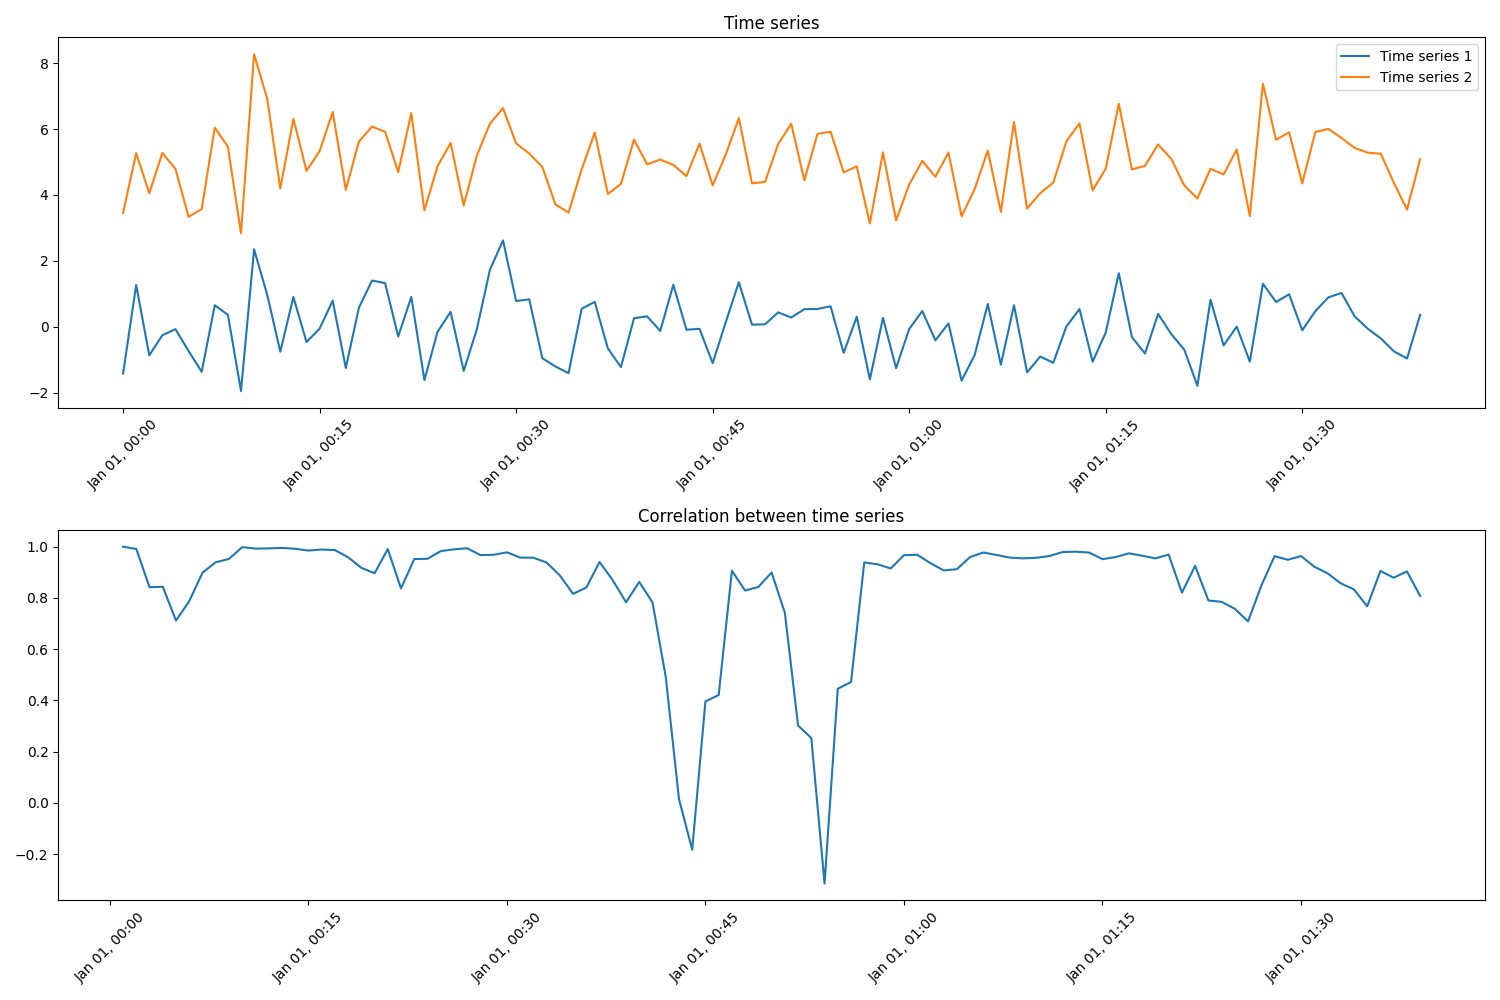 Time series
8
6
4
2
0
−2
Time series 1
Time series 2
Jan 01, 00:00
Jan 01, 00:15
Jan 01, 00:30
Jan 01, 00:45
Jan 01, 01:00
Jan 01, 01:15
Jan 01, 01:30
Correlation between time series
1.0
0.8
0.6
0.4
0.2
0.0
−0.2
Jan 01, 00:00
Jan 01, 00:15
Jan 01, 00:30
Jan 01, 00:45
Jan 01, 01:00
Jan 01, 01:15
Jan 01, 01:30